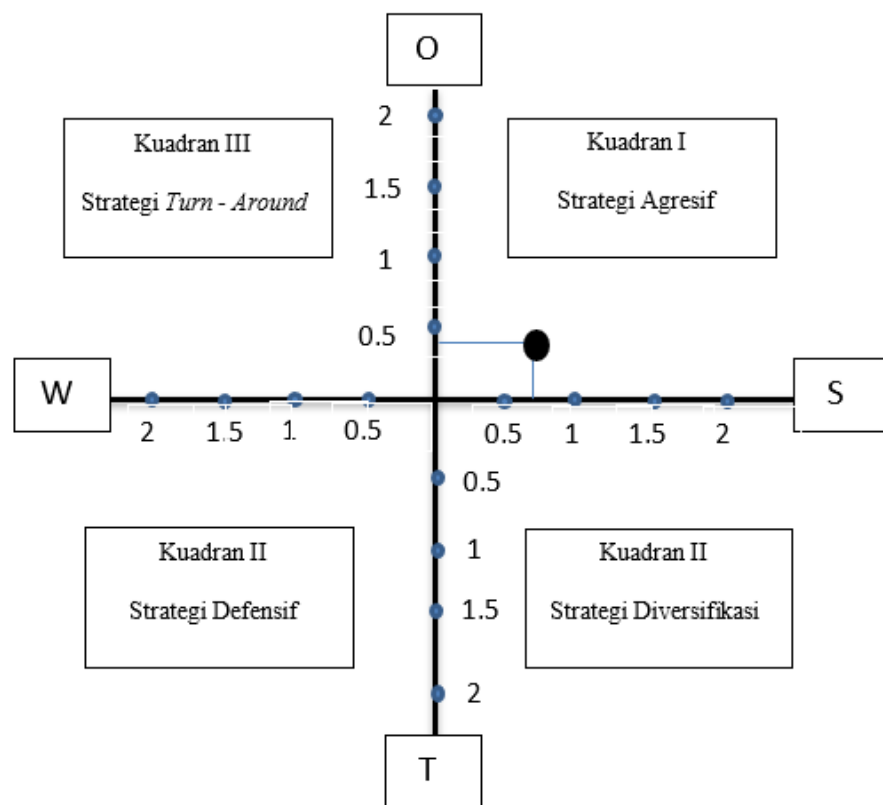 O
2
Kuadran III
Strategi Turn - Around
Kuadran I
Strategi Agresif
1.5
1
0.5
W
S
2
1.5
1
0.5
0.5
1
1.5
2
0.5
Kuadran II
Strategi Defensif
1
1.5
Kuadran II
Strategi Diversifikasi
2
T